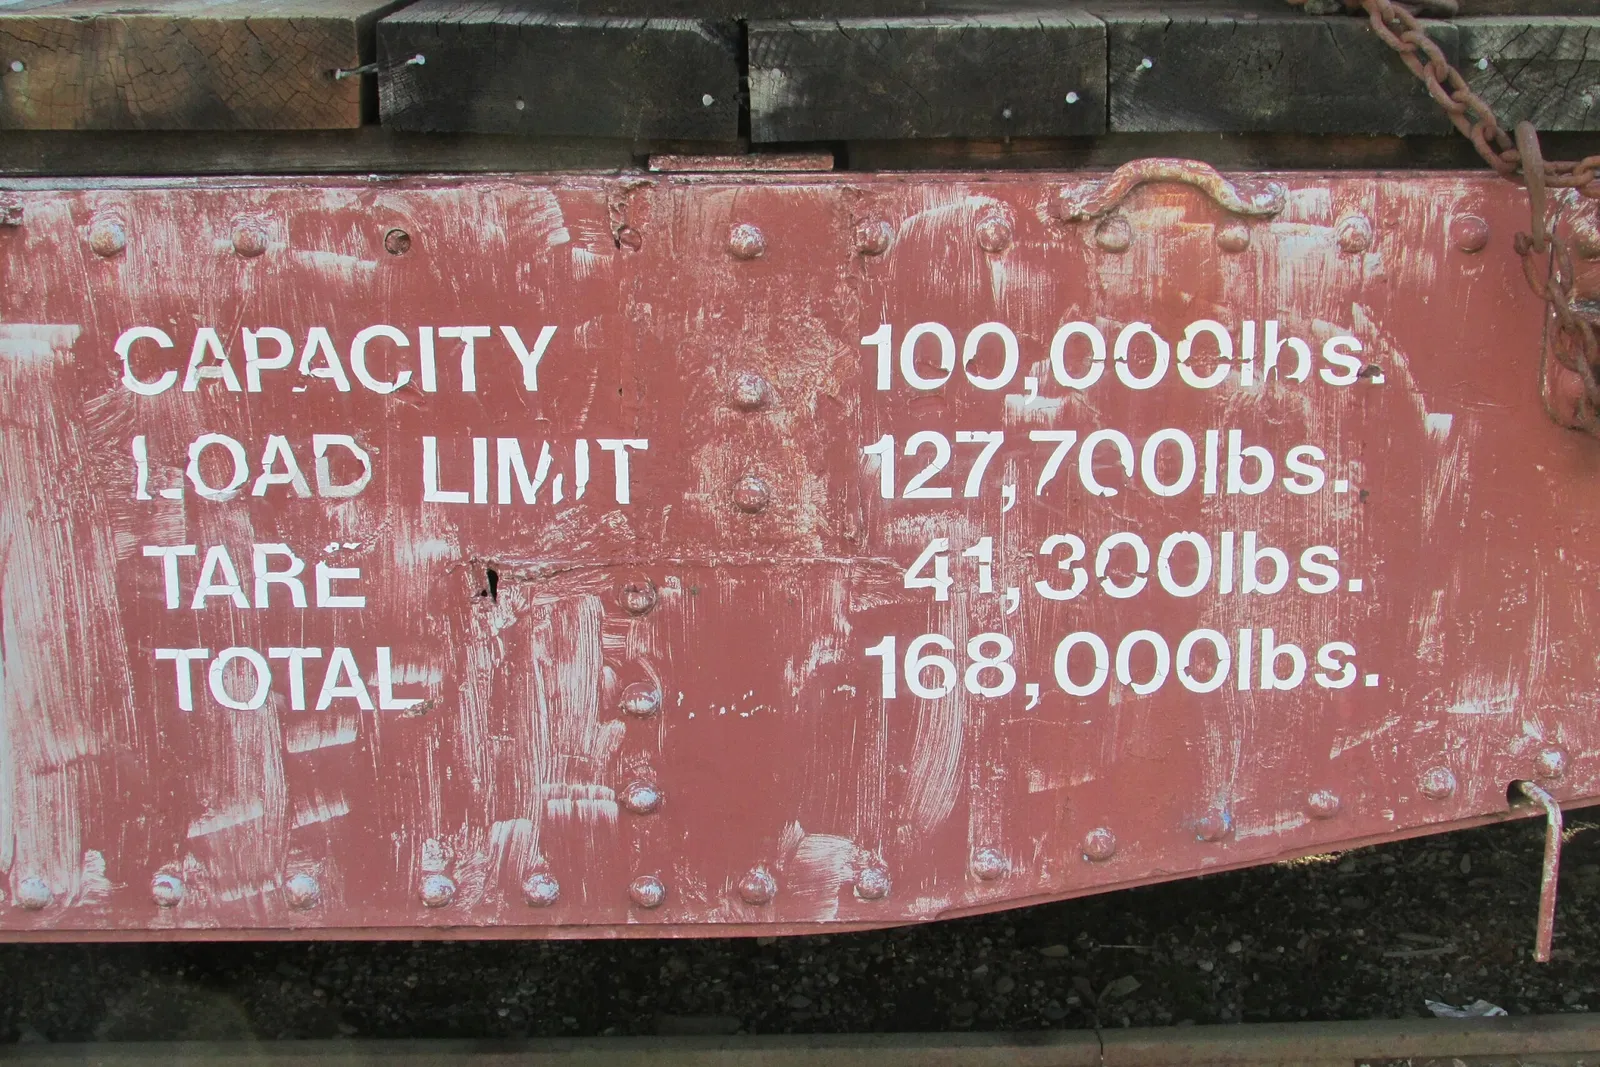 CAPACITY 100,000lbs.
LOAD LIMIT 127,700lbs.
TARE 41,300lbs.
TOTAL 168,000lbs.